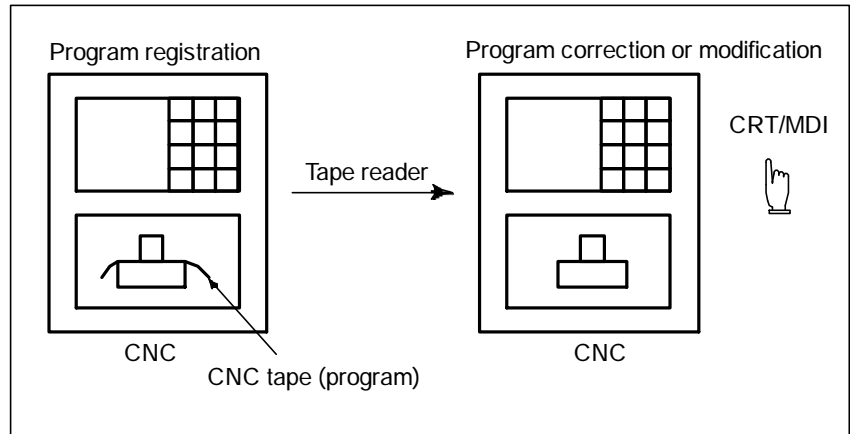 Program registration
Program correction or modification
CRT/MDI
Tape reader
CNC
CNC
CNC tape (program)